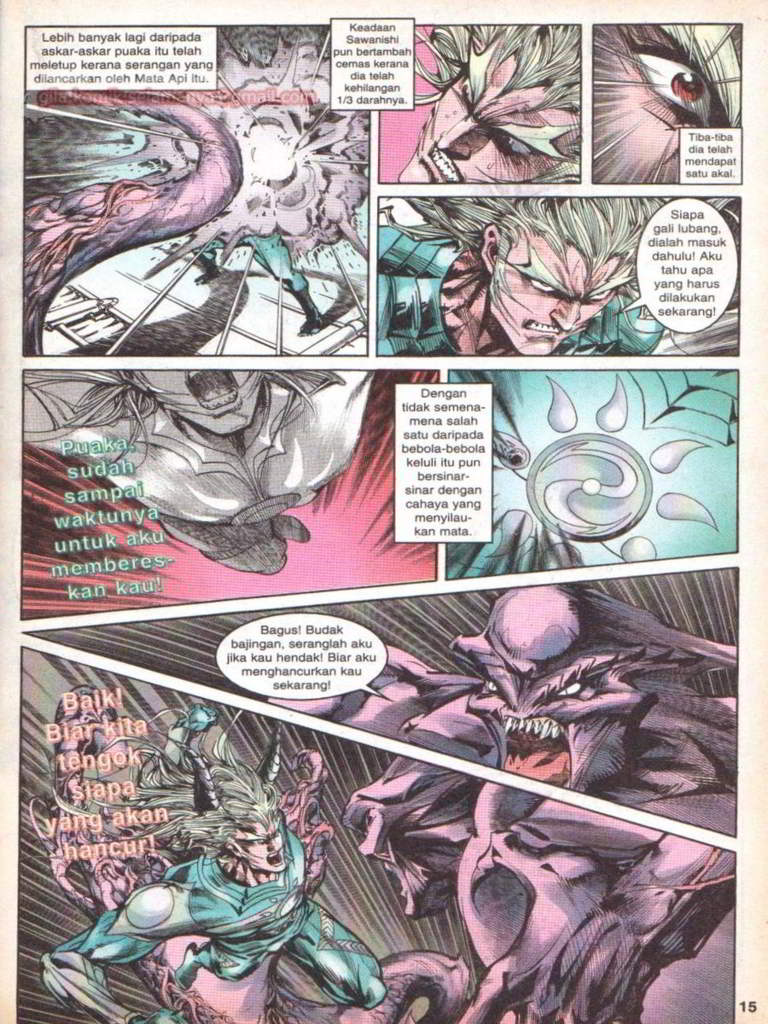 Lebih banyak lagi daripada
askar-askar puaka itu telah
meletup kerana serangan yang
dilancarkan oleh Mata Api itu.
Keadaan
Sawanishi
pun bertambah
cemas kerana
dia telah
kehilangan
1/3 darahnya.
Tiba-tiba
dia telah
mendapat
satu akal.
Siapa
gali lubang,
dialah masuk
dahulu! Aku
tahu apa
yang harus
dilakukan
sekarang!
Puaka,
sudah
sampai
waktunya
untuk aku
memberes-
kan kau!
Dengan
tidak semena-
mena salah
satu daripada
bebola-bebola
keluli itu pun
bersinar-
sinar dengan
cahaya yang
menyilau-
kan mata.
Bagus! Budak
bajingan, seranglah aku
jika kau hendak! Biar aku
menghancurkan kau
sekarang!
Baik!
Biar kita
tengok
siapa
yang akan
hancur!
15